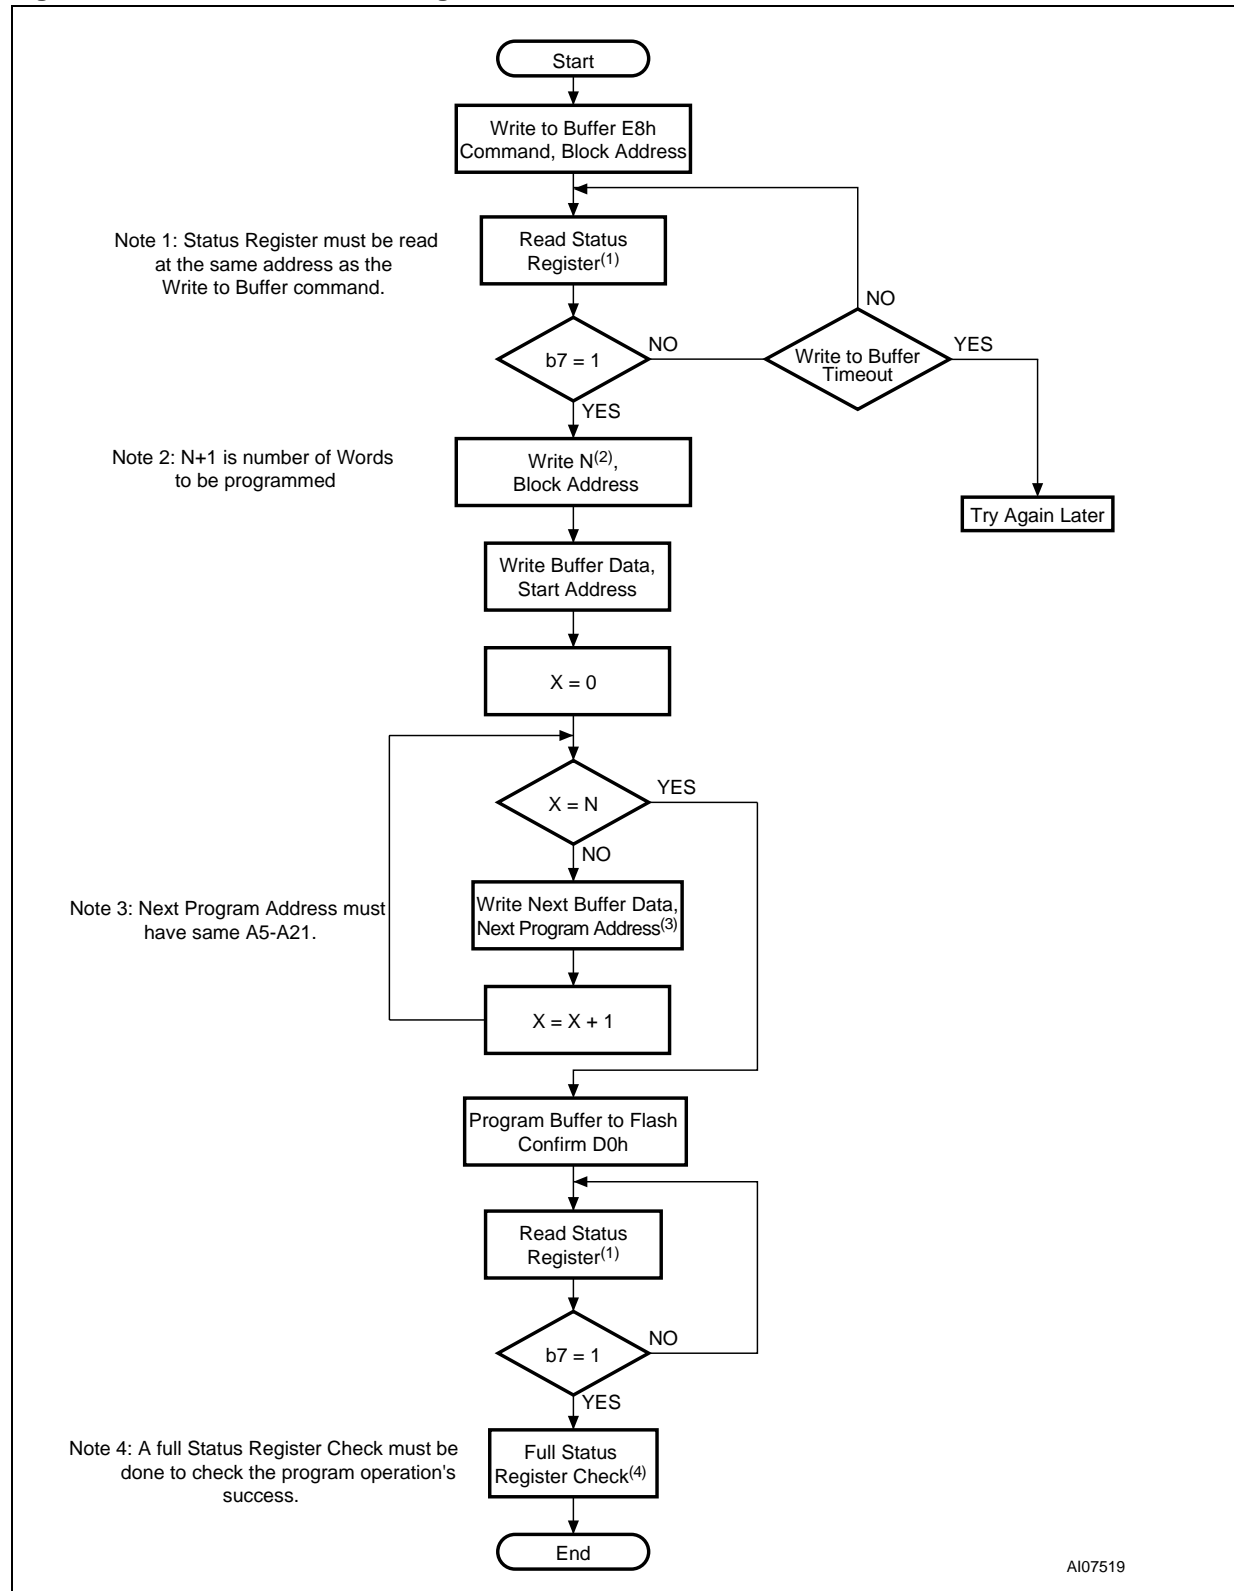 Start
Write to Buffer E8h
Command, Block Address
Note 1: Status Register must be read
at the same address as the
Write to Buffer command.
Read Status
Register(1)
NO
b7 = 1
NO
Write to Buffer
Timeout
YES
YES
Note 2: N+1 is number of Words
to be programmed
Write N(2),
Block Address
Try Again Later
Write Buffer Data,
Start Address
X = 0
X = N
YES
NO
Note 3: Next Program Address must
have same A5-A21.
Write Next Buffer Data,
Next Program Address(3)
X = X + 1
Program Buffer to Flash
Confirm D0h
Read Status
Register(1)
b7 = 1
NO
YES
Note 4: A full Status Register Check must be
done to check the program operation's
success.
Full Status
Register Check(4)
End
AI07519